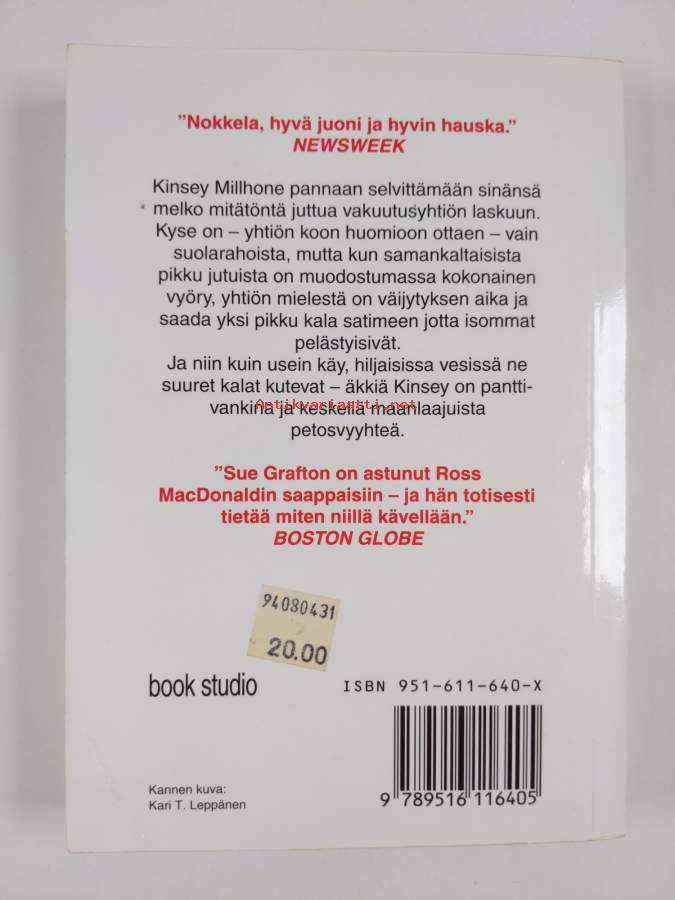 ”Nokkela, hyvä juoni ja hyvin hauska.”
NEWSWEEK
Kinsey Millhone pannaan selvittämään sinänsä
melko mitätöntä juttua vakuutusyhtiön laskuun.
Kyse on – yhtiön koon huomioon ottaen – vain
suolarahoista, mutta kun samankaltaisista
pikku jutuista on muodostumassa kokonainen
vyöry, yhtiön mielestä on väijytyksen aika ja
saada yksi pikku kala satimeen jotta isommat
pelästyisivät.
Ja niin kuin usein käy, hiljaisissa vesissä ne
suuret kalat kutevat – äkkiä Kinsey on pantti-
vankina ja keskellä maanlaajuista
Antikvariaatti.net
petosvyyhteä.
”Sue Grafton on astunut Ross
MacDonaldin saappaisiin – ja hän totisesti
tietää miten niillä kävellään.”
BOSTON GLOBE
94080431
20.00
book studio
ISBN 951-611-640-X
9 789516 116405
Kannen kuva:
Kari T. Leppänen